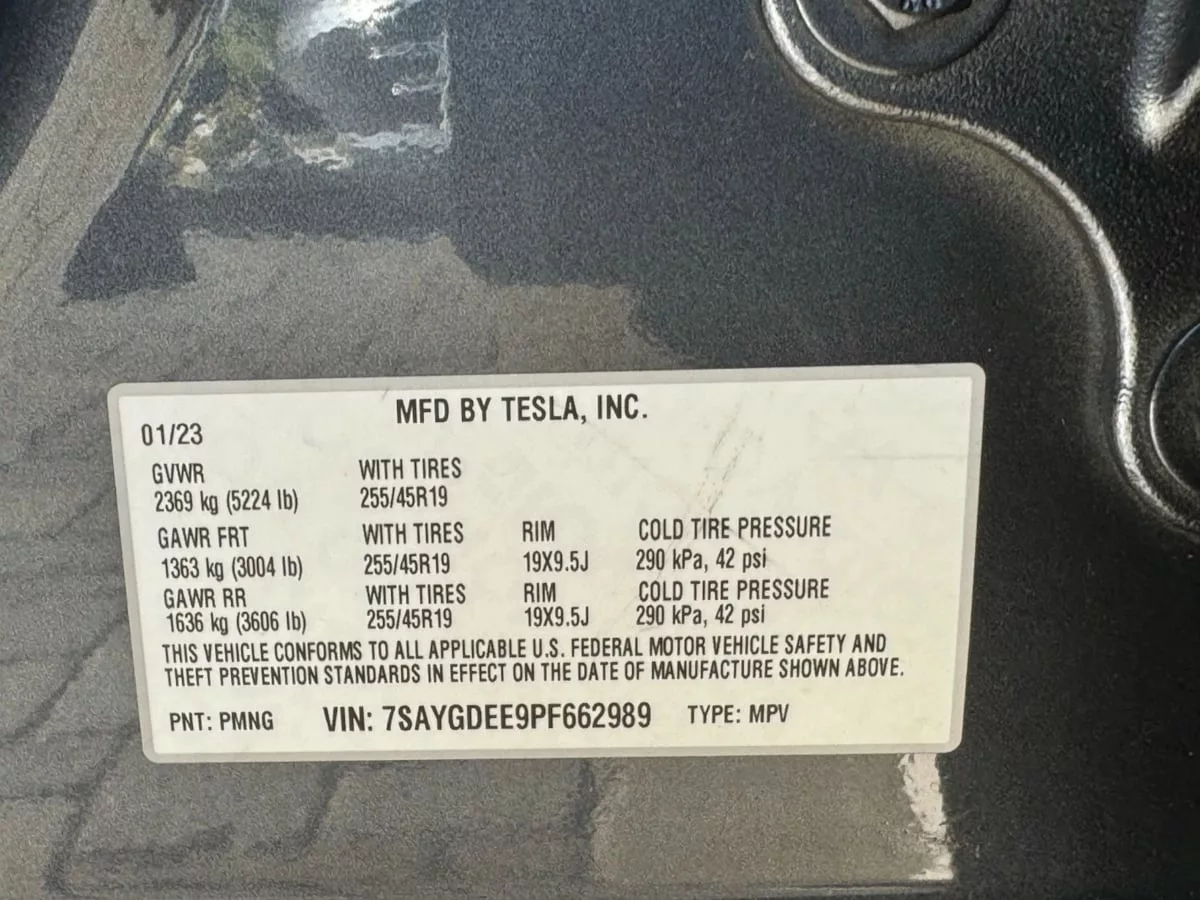 MFD BY TESLA, INC.
01/23
GVWR WITH TIRES
2369 kg (5224 lb) 255/45R19
GAWR FRT WITH TIRES RIM COLD TIRE PRESSURE
1363 kg (3004 lb) 255/45R19 19X9.5J 290 kPa, 42 psi
GAWR RR WITH TIRES RIM COLD TIRE PRESSURE
1636 kg (3606 lb) 255/45R19 19X9.5J 290 kPa, 42 psi
THIS VEHICLE CONFORMS TO ALL APPLICABLE U.S. FEDERAL MOTOR VEHICLE SAFETY AND
THEFT PREVENTION STANDARDS IN EFFECT ON THE DATE OF MANUFACTURE SHOWN ABOVE.
PNT: PMNG VIN: 7SAYGDEE9PF662989 TYPE: MPV